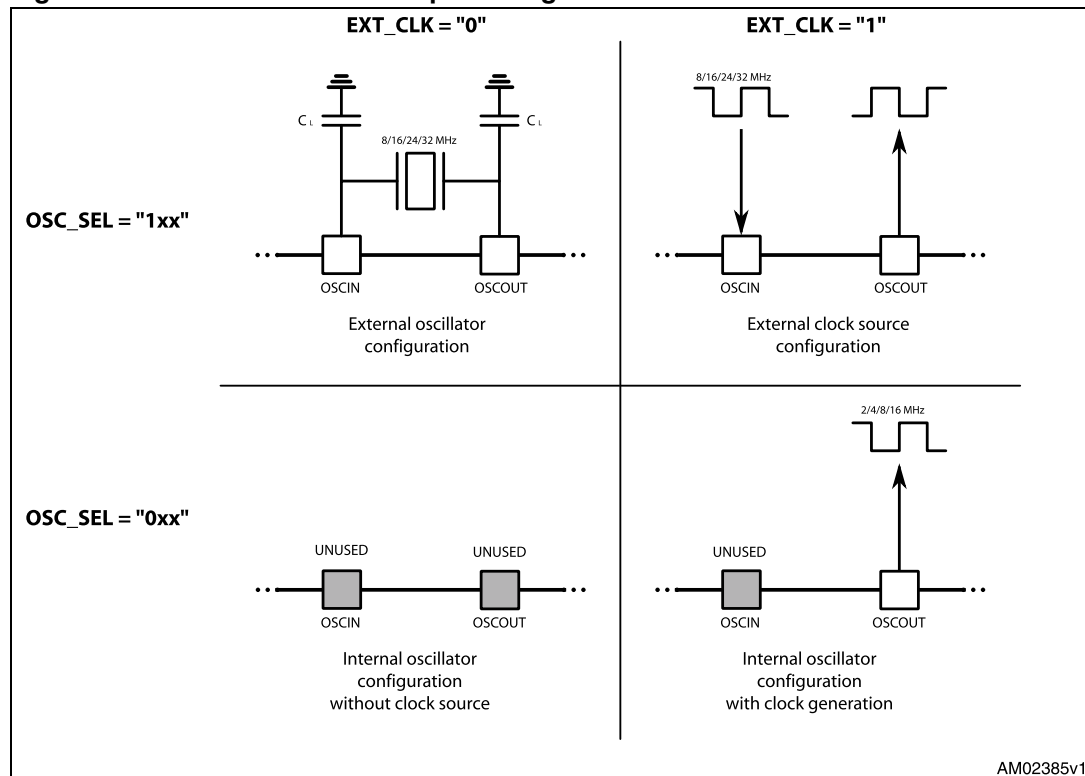 EXT_CLK = "0"
EXT_CLK = "1"
8/16/24/32 MHz
C L
C L
8/16/24/32 MHz
OSC_SEL = "1xx"
OSCIN
OSCOUT
OSCIN
OSCOUT
External oscillator
configuration
External clock source
configuration
2/4/8/16 MHz
OSC_SEL = "0xx"
UNUSED
UNUSED
UNUSED
OSCIN
OSCOUT
OSCIN
OSCOUT
Internal oscillator
configuration
without clock source
Internal oscillator
configuration
with clock generation
AM02385v1